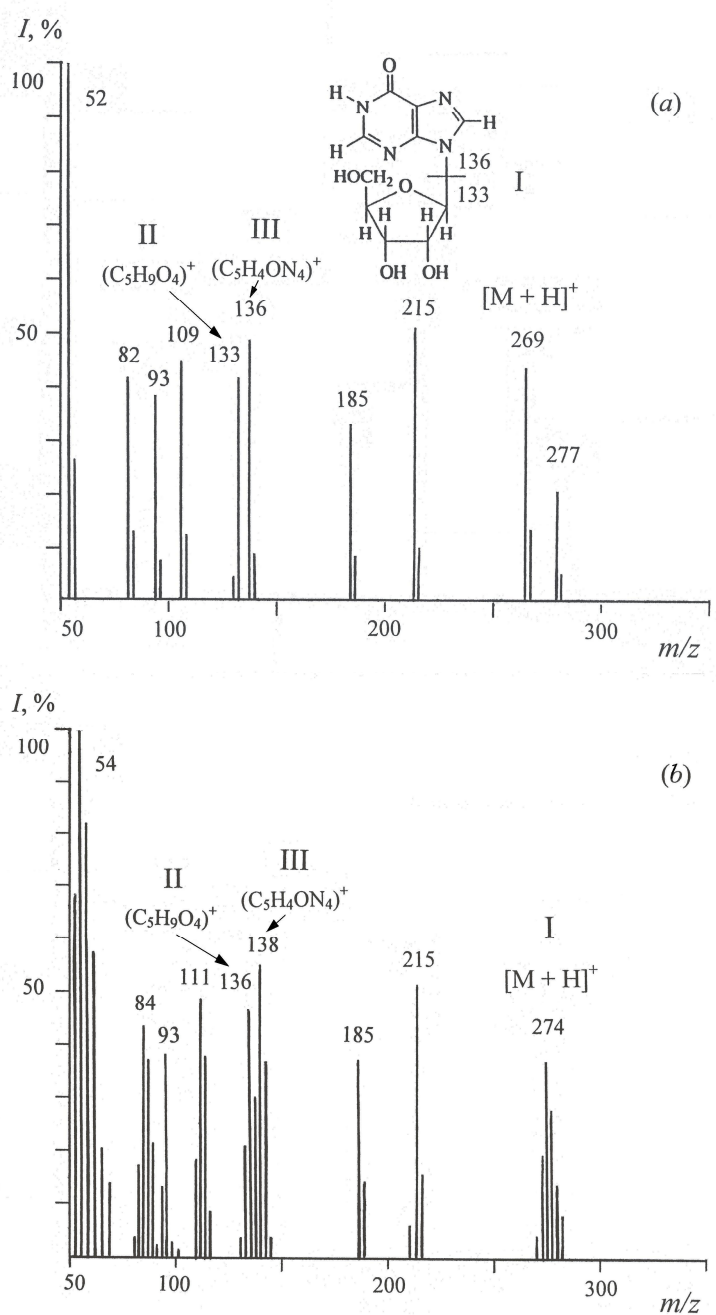 I, %
(a)
100
52
O
H
N
N
H
H
N
N
136
HOCH₂
O
133
I
H
H
H
H
OH OH
II
III
(C₅H₉O₄)⁺
(C₅H₄ON₄)⁺
[M + H]⁺
136
215
50
82
93
109
133
269
185
277
50
100
200
300
m/z
I, %
100
54
(b)
II
III
(C₅H₉O₄)⁺
(C₅H₄ON₄)⁺
I
138
[M + H]⁺
50
84
93
111
136
185
215
274
50
100
200
300
m/z